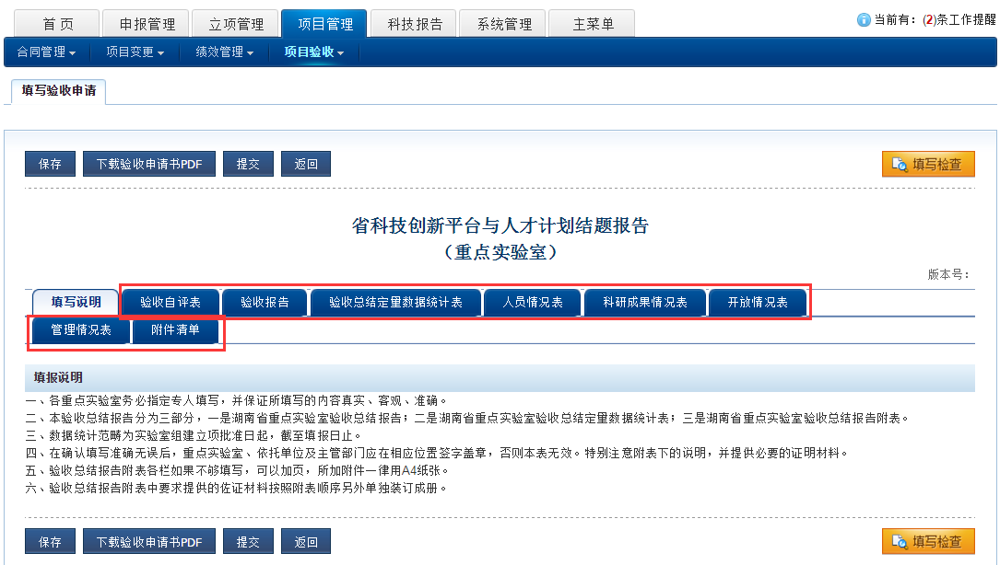 首 页 申报管理 立项管理 项目管理 科技报告 系统管理 主菜单 当前有：(2)条工作提醒
合同管理 项目变更 绩效管理 项目验收
填写验收申请
保存 下载验收申请书PDF 提交 返回 填写检查
省科技创新平台与人才计划结题报告
（重点实验室）
版本号：
填写说明 验收自评表 验收报告 验收总结定量数据统计表 人员情况表 科研成果情况表 开放情况表
管理情况表 附件清单
填报说明
一、各重点实验室务必指定专人填写，并保证所填写的内容真实、客观、准确。
二、本验收总结报告分为三部分，一是湖南省重点实验室验收总结报告；二是湖南省重点实验室验收总结定量数据统计表；三是湖南省重点实验室验收总结报告附表。
三、数据统计范畴为实验室组建立项批准日起，截至填报日止。
四、在确认填写准确无误后，重点实验室、依托单位及主管部门应在相应位置签字盖章，否则本表无效。特别注意附表下的说明，并提供必要的证明材料。
五、验收总结报告附表各栏如果不够填写，可以加页，所加附件一律用A4纸张。
六、验收总结报告附表中要求提供的佐证材料按照附表顺序另外单独装订成册。
保存 下载验收申请书PDF 提交 返回 填写检查